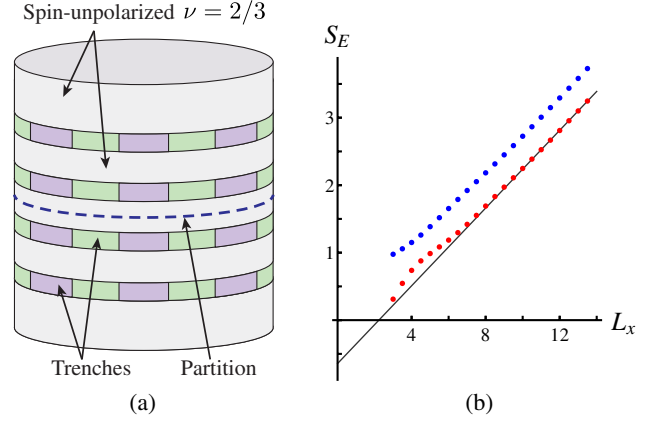 Spin-unpolarized ν = 2/3
Trenches
Partition
(a)
S_E
3
2
1
4
8
12
L_x
(b)